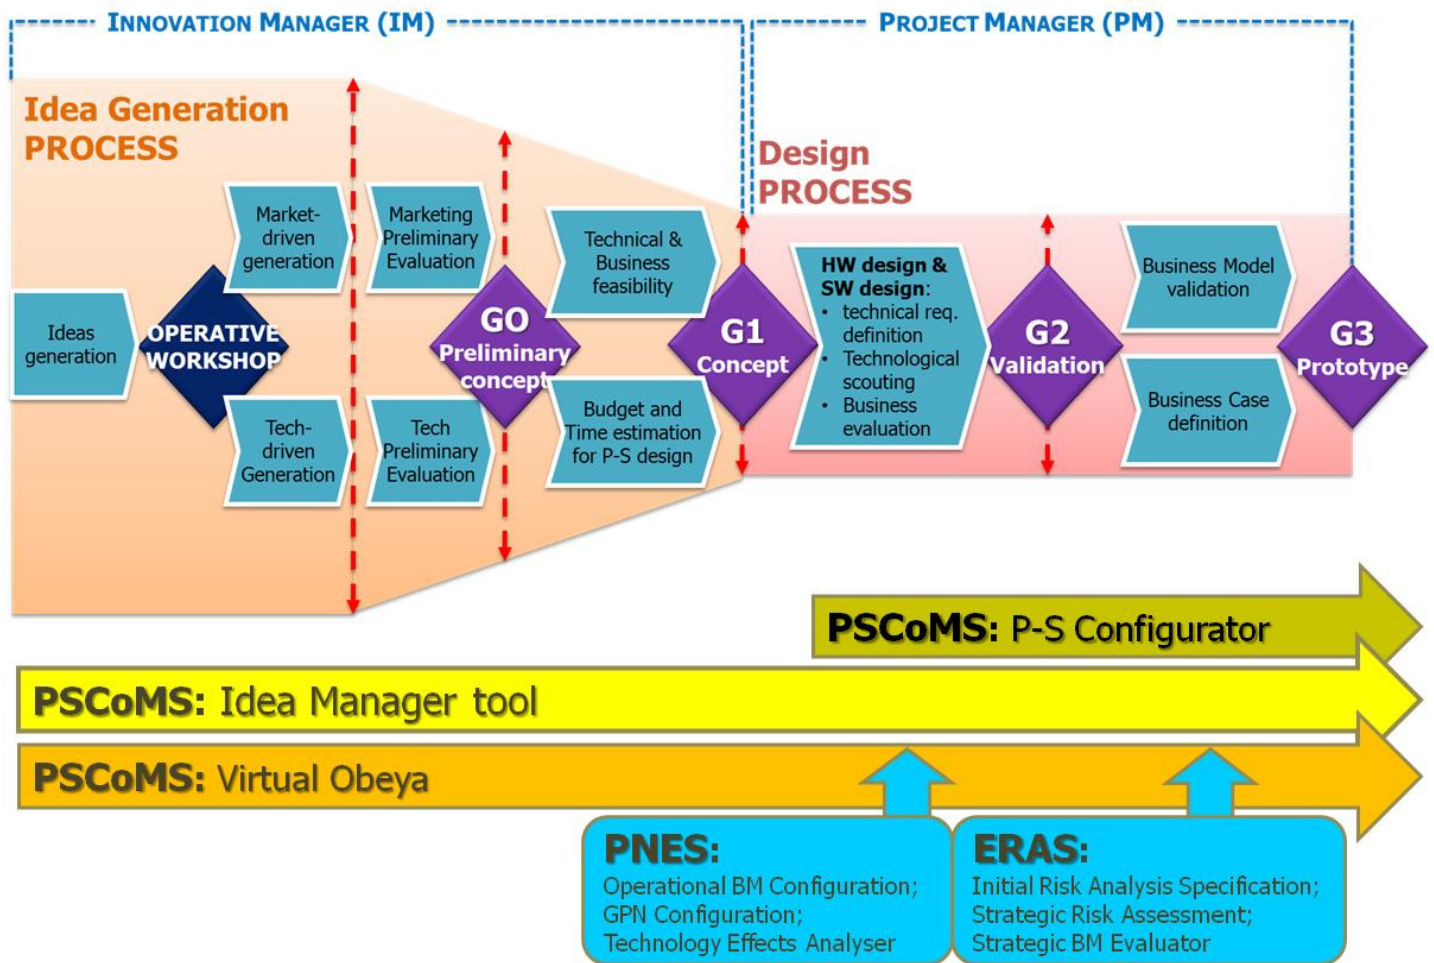 INNOVATION MANAGER (IM)
PROJECT MANAGER (PM)
Idea Generation
PROCESS
Design
PROCESS
Ideas
generation
OPERATIVE
WORKSHOP
Market-
driven
generation
Tech-
driven
Generation
Marketing
Preliminary
Evaluation
Tech
Preliminary
Evaluation
GO
Preliminary
concept
Technical &
Business
feasibility
Budget and
Time estimation
for P-S design
G1
Concept
HW design &
SW design:
• technical req.
definition
• Technological
scouting
• Business
evaluation
G2
Validation
Business Model
validation
Business Case
definition
G3
Prototype
PSCoMS: P-S Configurator
PSCoMS: Idea Manager tool
PSCoMS: Virtual Obeya
PNES:
Operational BM Configuration;
GPN Configuration;
Technology Effects Analyser
ERAS:
Initial Risk Analysis Specification;
Strategic Risk Assessment;
Strategic BM Evaluator